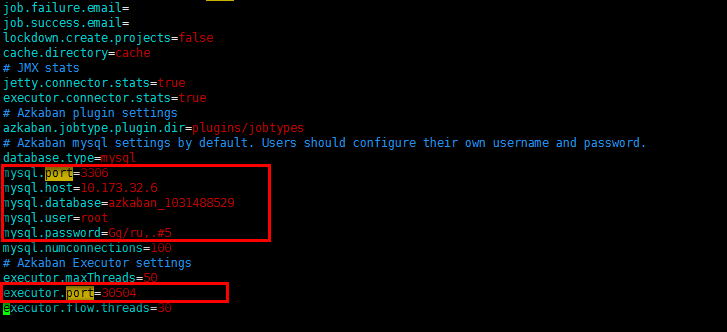 job.failure.email=
job.success.email=
lockdown.create.projects=false
cache.directory=cache
# JMX stats
jetty.connector.stats=true
executor.connector.stats=true
# Azkaban plugin settings
azkaban.jobtype.plugin.dir=plugins/jobtypes
# Azkaban mysql settings by default. Users should configure their own username and password.
database.type=mysql
mysql.port=3306
mysql.host=10.173.32.6
mysql.database=azkaban_1031488529
mysql.user=root
mysql.password=Gg/ru,.#5
mysql.numconnections=100
# Azkaban Executor settings
executor.maxThreads=50
executor.port=30504
executor.flow.threads=30